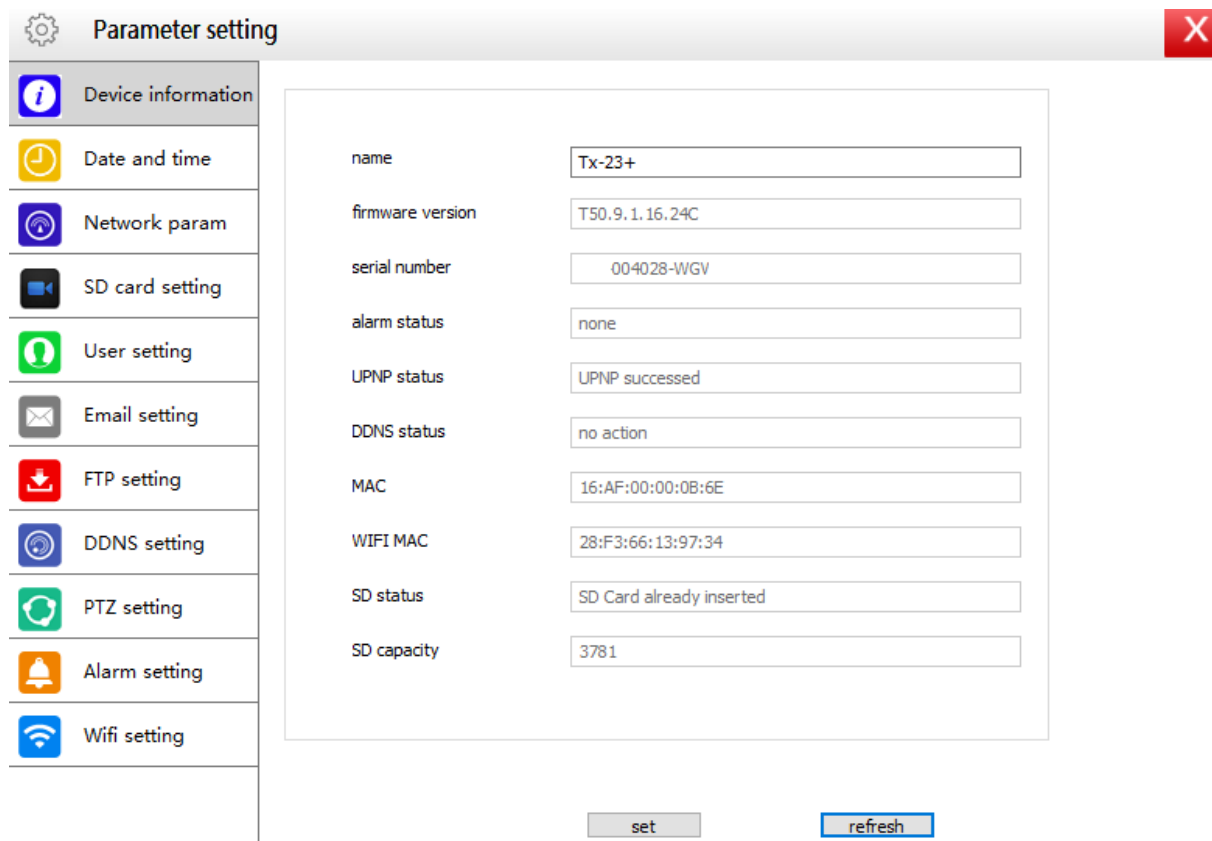 Parameter setting
X
Device information
Date and time
Network param
SD card setting
User setting
Email setting
FTP setting
DDNS setting
PTZ setting
Alarm setting
Wifi setting
name Tx-23+
firmware version T50.9.1.16.24C
serial number 004028-WGV
alarm status none
UPNP status UPNP successed
DDNS status no action
MAC 16:AF:00:00:0B:6E
WIFI MAC 28:F3:66:13:97:34
SD status SD Card already inserted
SD capacity 3781
set refresh